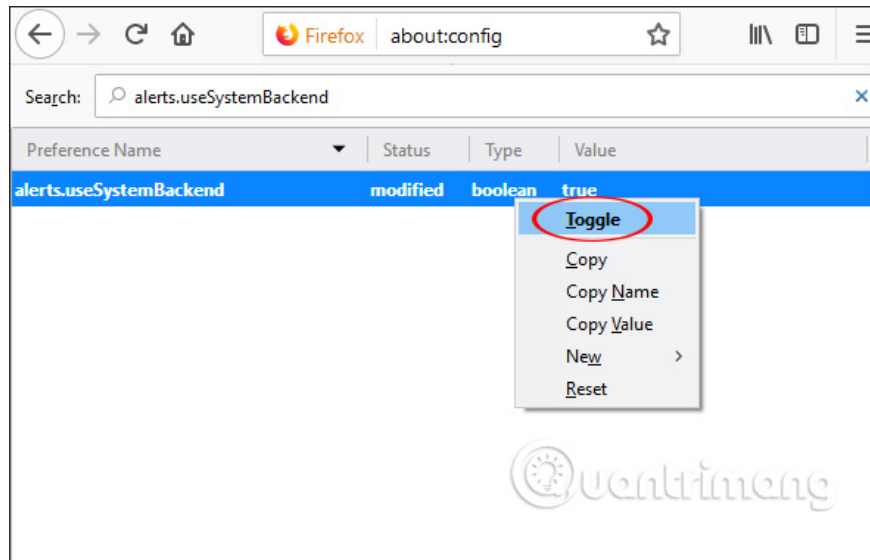 Firefox about:config
Search: alerts.useSystemBackend
Preference Name Status Type Value
alerts.useSystemBackend modified boolean true
Toggle
Copy
Copy Name
Copy Value
New
Reset
Quantrimang